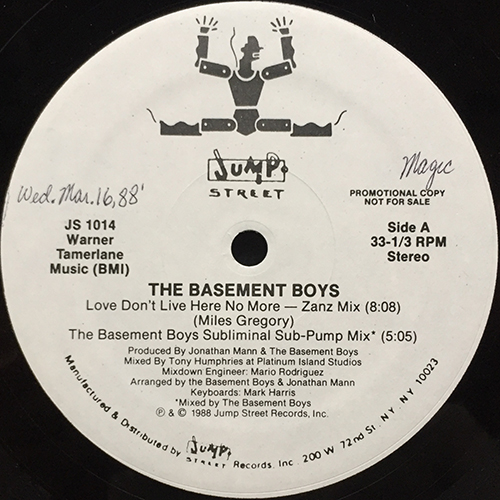 JUMP
STREET
Wed. Mar. 16, 88'
Magic
PROMOTIONAL COPY
NOT FOR SALE
JS 1014
Warner
Tamerlane
Music (BMI)
Side A
33-1/3 RPM
Stereo
THE BASEMENT BOYS
Love Don't Live Here No More — Zanz Mix (8:08)
(Miles Gregory)
The Basement Boys Subliminal Sub-Pump Mix* (5:05)
Produced By Jonathan Mann & The Basement Boys
Mixed By Tony Humphries at Platinum Island Studios
Mixdown Engineer: Mario Rodriguez
Arranged by the Basement Boys & Jonathan Mann
Keyboards: Mark Harris
*Mixed by The Basement Boys
℗ & © 1988 Jump Street Records, Inc.
Manufactured & Distributed by JUMP STREET Records, Inc. 200 W 72nd St. NY. NY 10023